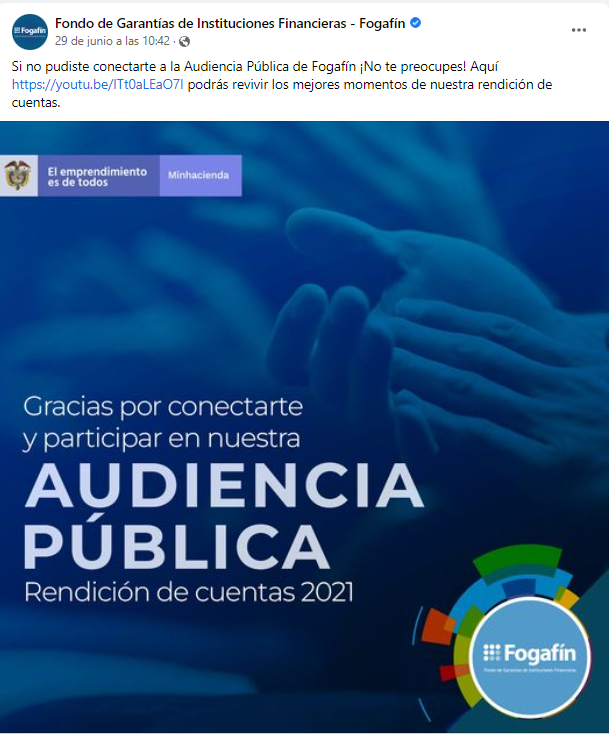 Fogafín
Fondo de Garantías de Instituciones Financieras - Fogafín
29 de junio a las 10:42 ·
Si no pudiste conectarte a la Audiencia Pública de Fogafín ¡No te preocupes! Aquí
https://youtu.be/ITt0aLEaO7I podrás revivir los mejores momentos de nuestra rendición de
cuentas.
El emprendimiento
es de todos
Minhacienda
Gracias por conectarte
y participar en nuestra
AUDIENCIA
PÚBLICA
Rendición de cuentas 2021
Fogafín
Fondo de Garantías de Instituciones Financieras